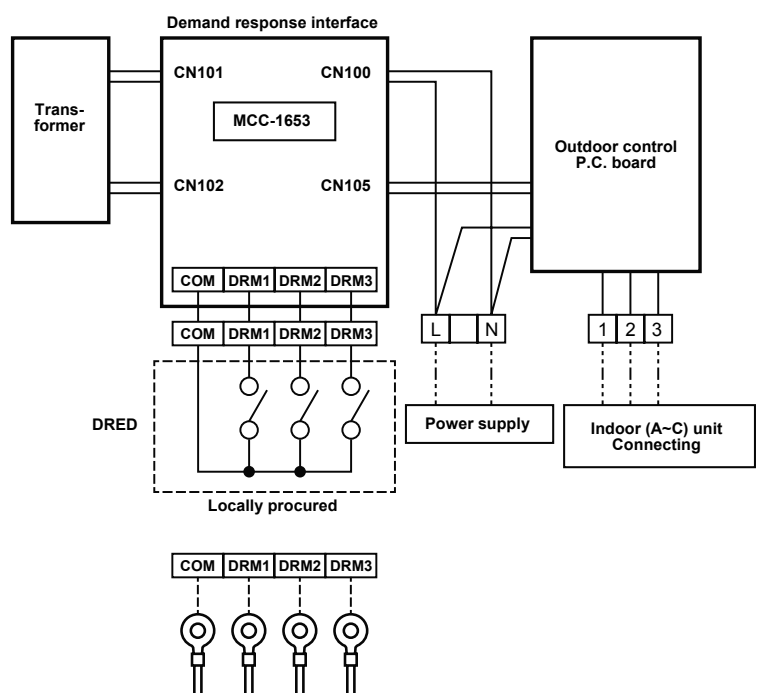 Demand response interface
CN101 CN100
Trans-
former
MCC-1653
Outdoor control
P.C. board
CN102 CN105
COM DRM1 DRM2 DRM3
COM DRM1 DRM2 DRM3
L N
1 2 3
DRED
Power supply
Indoor (A~C) unit
Connecting
Locally procured
COM DRM1 DRM2 DRM3